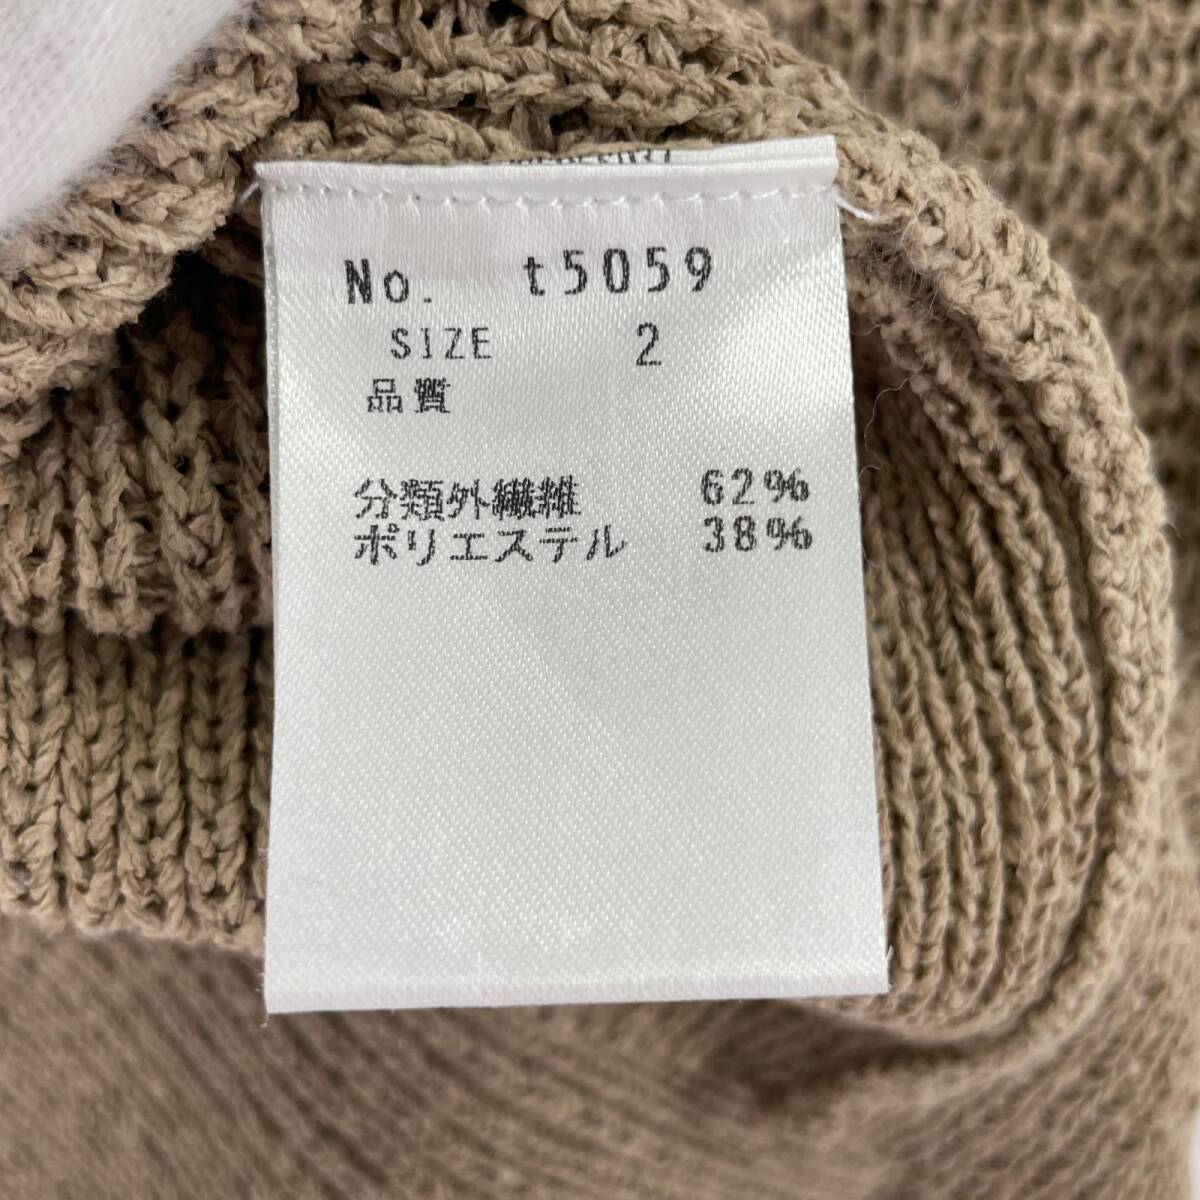 No. t5059
SIZE 2
品質
分類外繊維 62%
ポリエステル 38%